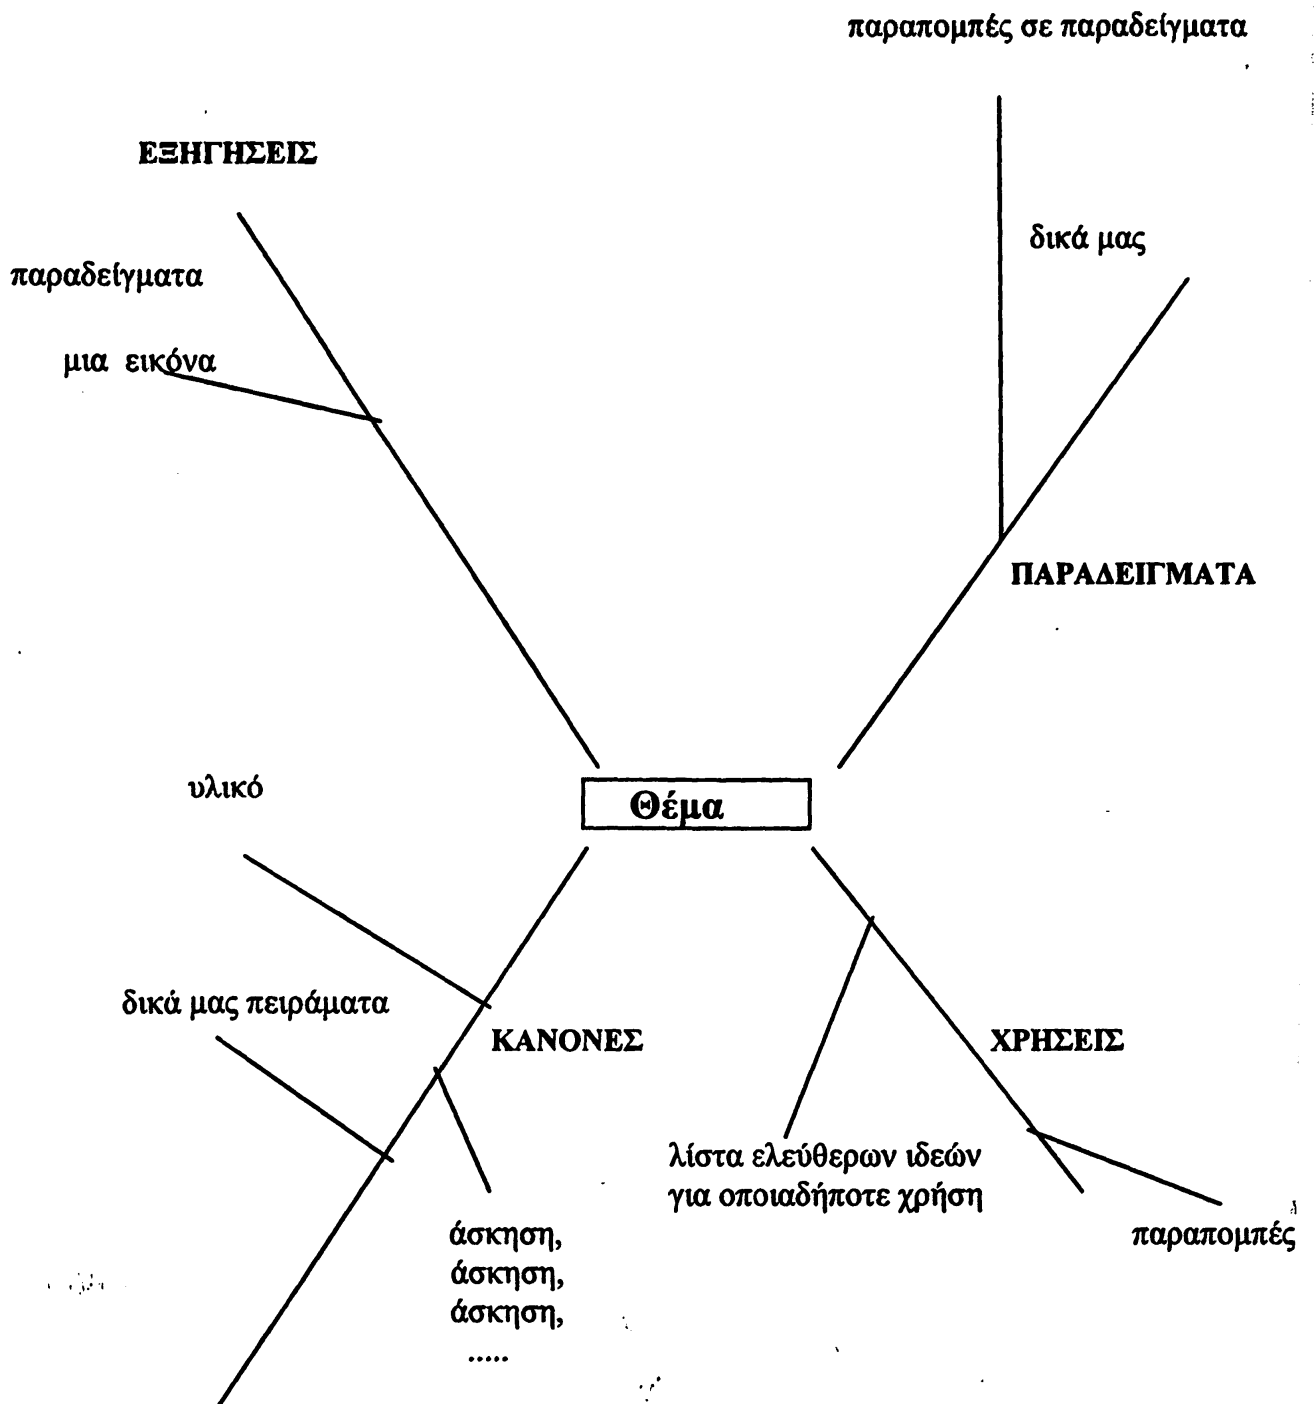 παραπομπές σε παραδείγματα
ΕΞΗΓΗΣΕΙΣ
δικά μας
παραδείγματα
μια εικόνα
ΠΑΡΑΔΕΙΓΜΑΤΑ
υλικό
Θέμα
δικά μας πειράματα
ΚΑΝΟΝΕΣ
ΧΡΗΣΕΙΣ
λίστα ελεύθερων ιδεών
για οποιαδήποτε χρήση
παραπομπές
άσκηση,
άσκηση,
άσκηση,
.....